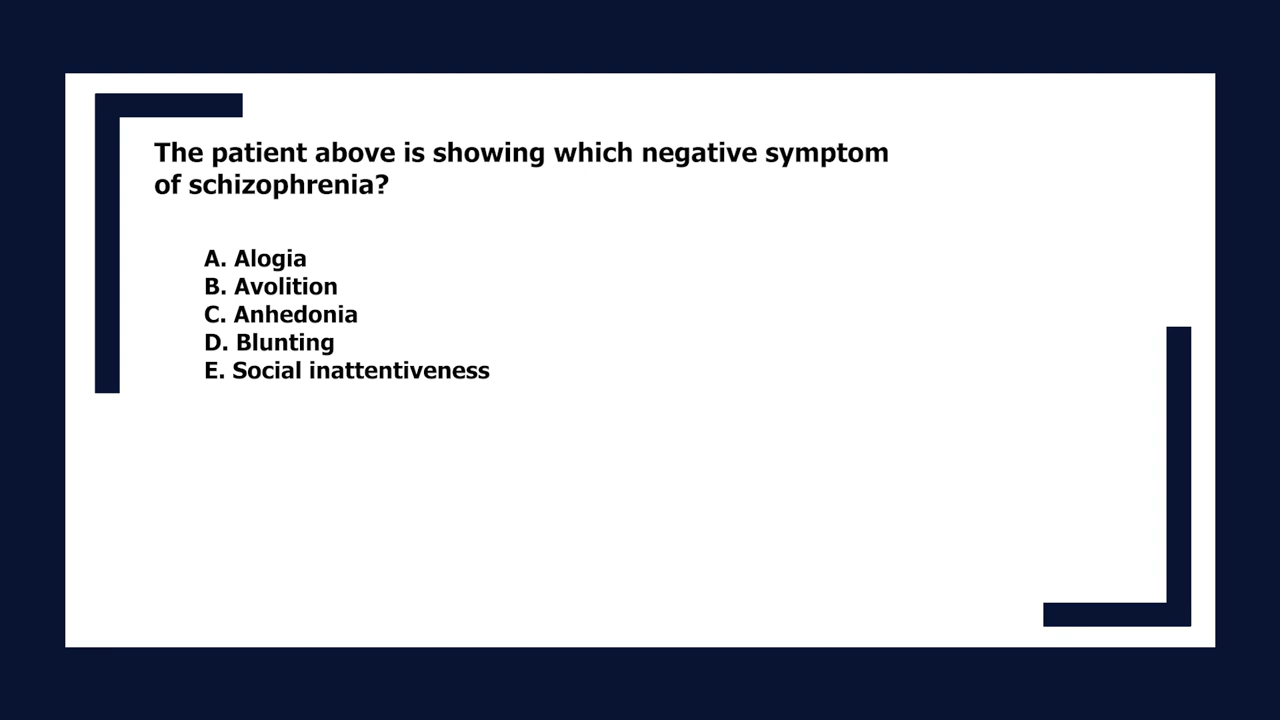 The patient above is showing which negative symptom
of schizophrenia?
A. Alogia
B. Avolition
C. Anhedonia
D. Blunting
E. Social inattentiveness